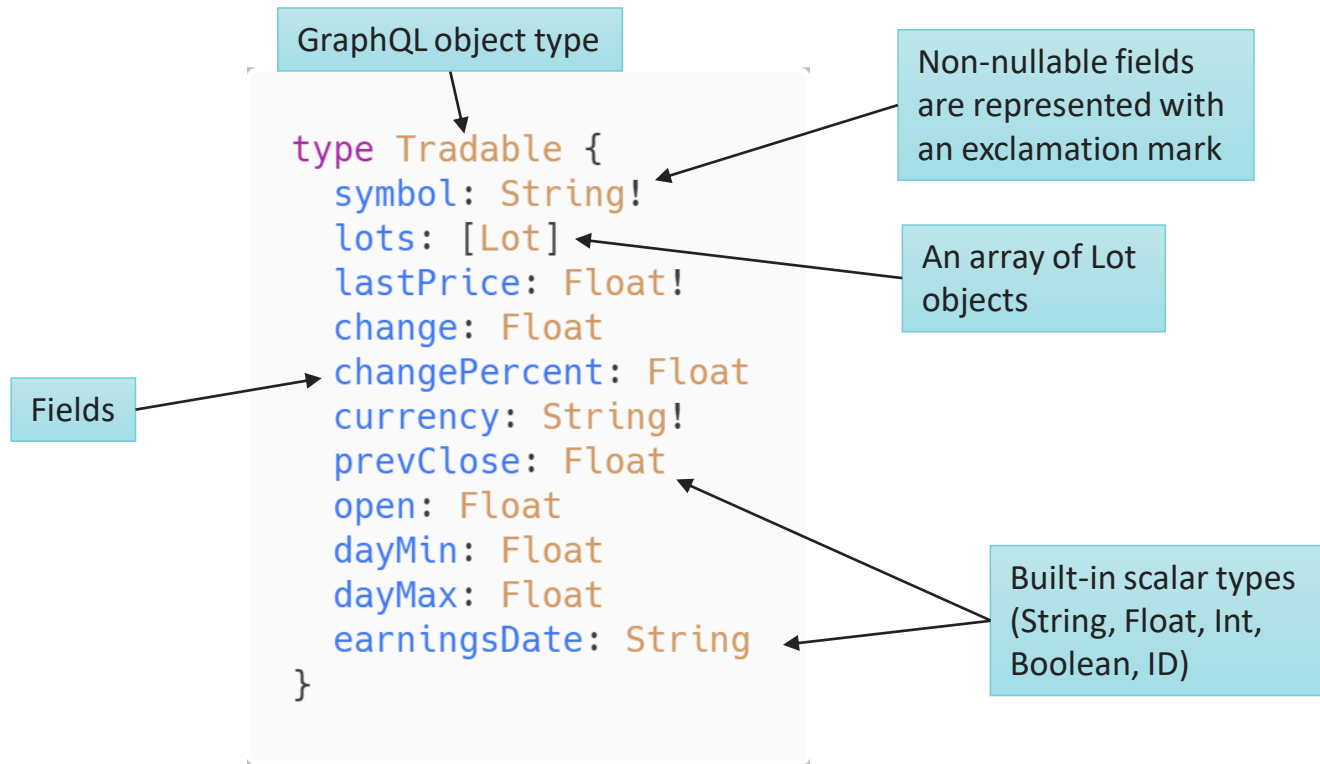 GraphQL object type
Non-nullable fields
are represented with
an exclamation mark
type Tradable {
symbol: String!
lots: [Lot]
An array of Lot
objects
lastPrice: Float!
change: Float
changePercent: Float
Fields
currency: String!
prevClose: Float
open: Float
dayMin: Float
dayMax: Float
earningsDate: String
}
Built-in scalar types
(String, Float, Int,
Boolean, ID)